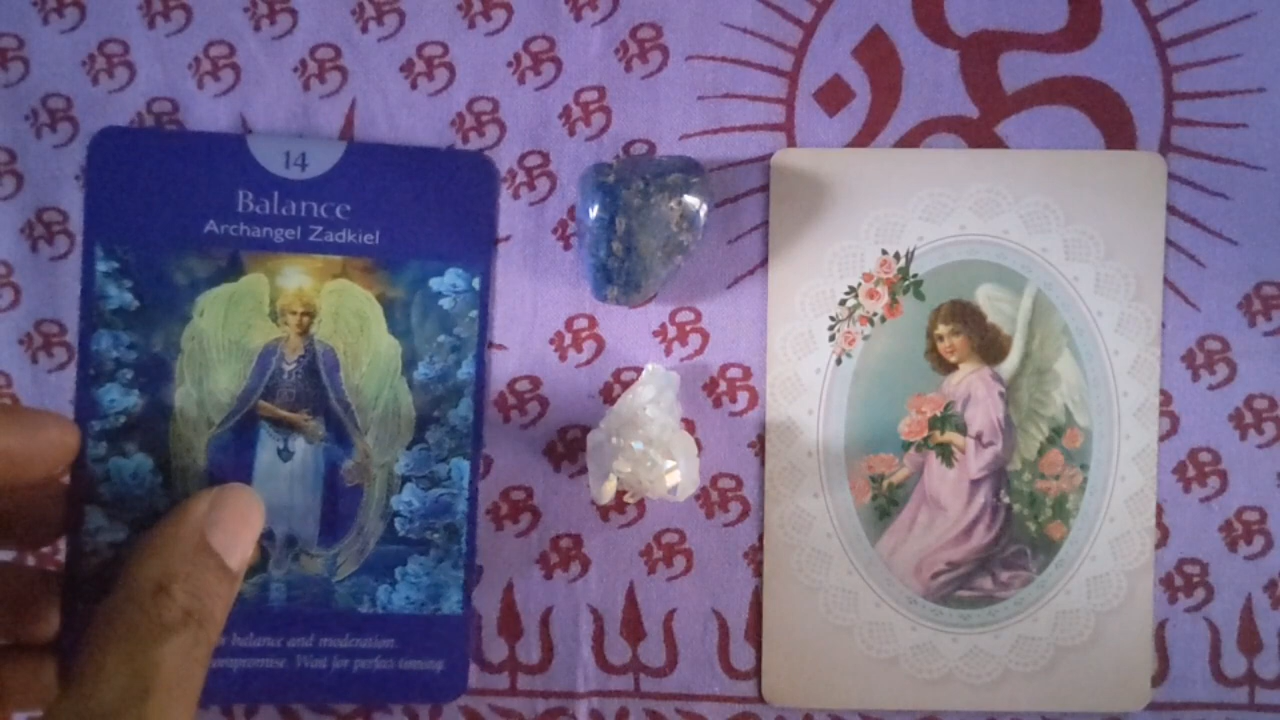 14
Balance
Archangel Zadkiel
balance and moderation.
compromise. Wait for perfect timing.
ॐ